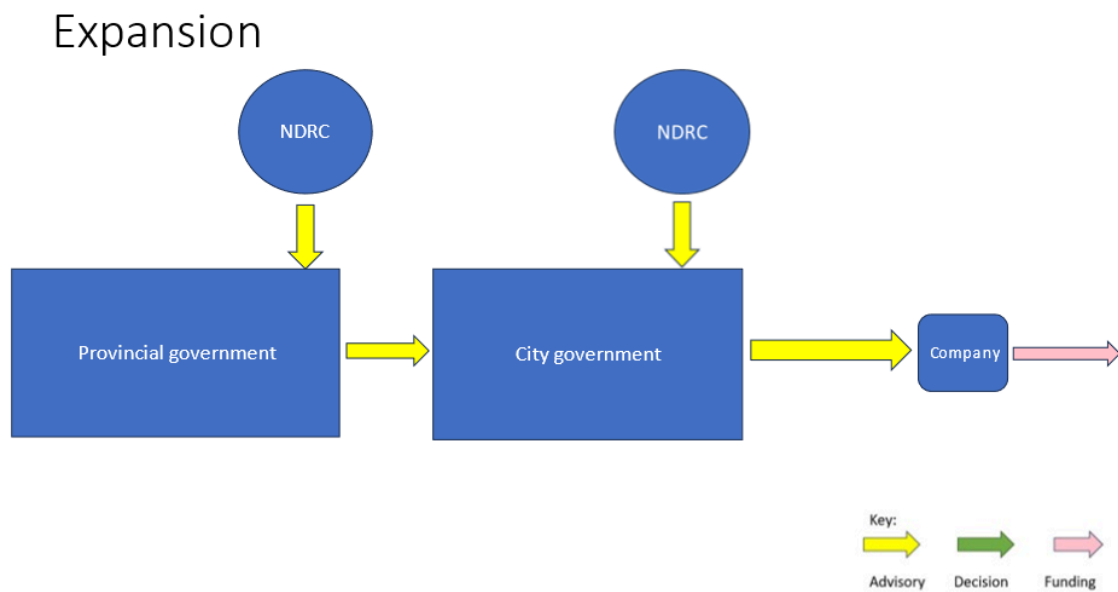 Expansion
NDRC
NDRC
Provincial government
City government
Company
Key:
Advisory
Decision
Funding